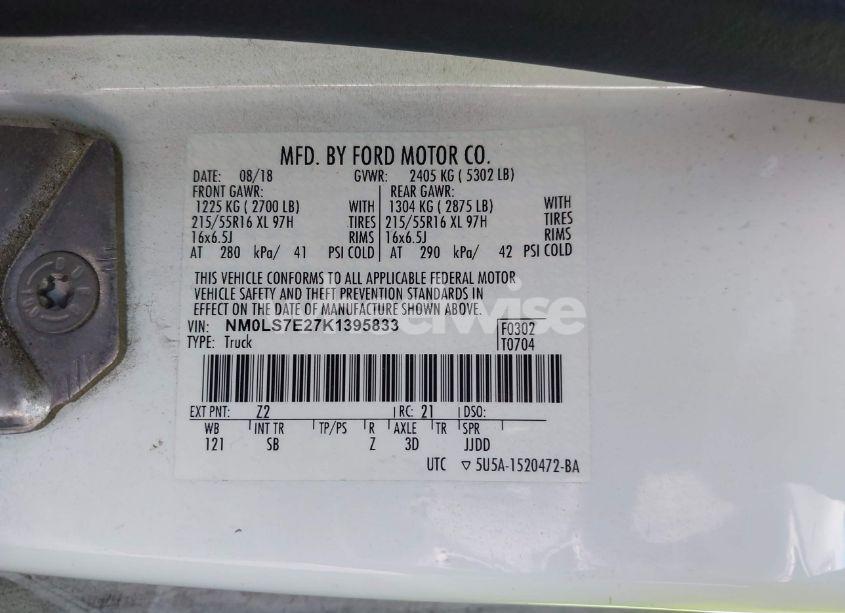 MFD. BY FORD MOTOR CO.
DATE: 08/18 GVWR: 2405 KG ( 5302 LB)
FRONT GAWR: REAR GAWR:
1225 KG ( 2700 LB) WITH 1304 KG ( 2875 LB) WITH
215/55R16 XL 97H TIRES 215/55R16 XL 97H TIRES
16x6.5J RIMS 16x6.5J RIMS
AT 280 kPa/ 41 PSI COLD AT 290 kPa/ 42 PSI COLD
THIS VEHICLE CONFORMS TO ALL APPLICABLE FEDERAL MOTOR
VEHICLE SAFETY AND THEFT PREVENTION STANDARDS IN
EFFECT ON THE DATE OF MANUFACTURE SHOWN ABOVE.
VIN: NM0LS7E27K1395833 F0302
TYPE: Truck T0704
EXT PNT: Z2 RC: 21 DSO:
WB INT TR TP/PS R AXLE TR SPR
121 SB Z 3D JJDD
UTC ▽ 5U5A-1520472-BA